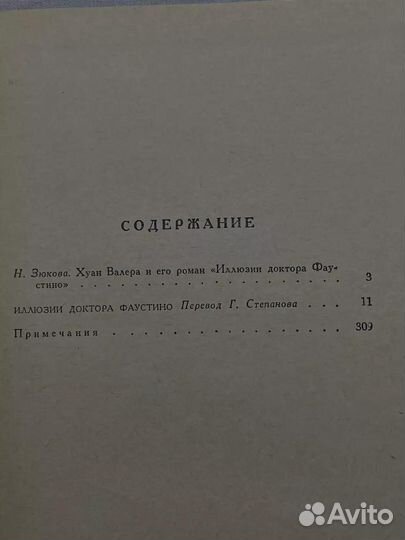 СОДЕРЖАНИЕ
Н. Зюкова. Хуан Валера и его роман «Иллюзии доктора Фау-
стино» . . . . . . . . . . . . . . . . . . . 3
ИЛЛЮЗИИ ДОКТОРА ФАУСТИНО Перевод Г. Степанова . . . 11
Примечания . . . . . . . . . . . . . . . . 309
Avito